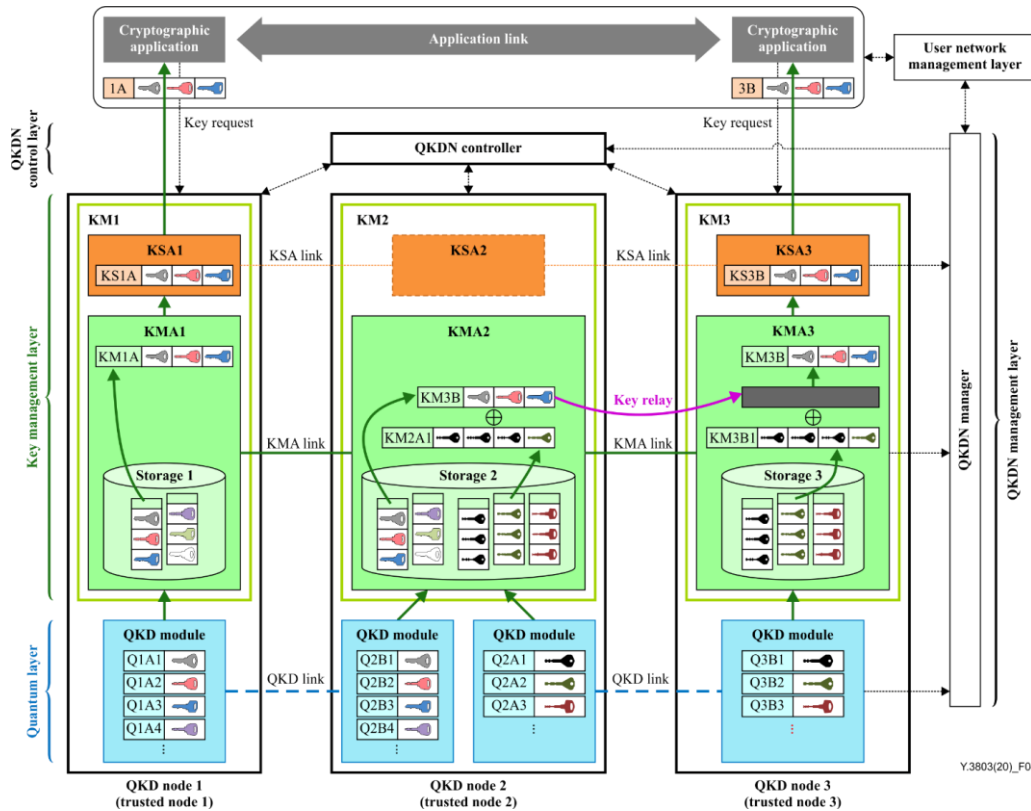 Cryptographic
application
Application link
Cryptographic
application
User network
management layer
1A
3B
Key request
Key request
QKDN
control layer
QKDN controller
KM1
KM2
KM3
KSA1
KSA link
KSA2
KSA link
KSA3
KS1A
KS3B
Key management layer
KMA1
KMA2
KMA3
KM1A
KM3B
KM3B
Key relay
KM2A1
KM3B1
KMA link
KMA link
Storage 1
Storage 2
Storage 3
QKDN manager
QKDN management layer
Quantum layer
QKD module
QKD module
QKD module
QKD module
Q1A1
Q1A2
Q1A3
Q1A4
...
QKD link
Q2B1
Q2B2
Q2B3
Q2B4
...
Q2A1
Q2A2
Q2A3
...
QKD link
Q3B1
Q3B2
Q3B3
...
QKD node 1
(trusted node 1)
QKD node 2
(trusted node 2)
QKD node 3
(trusted node 3)
Y.3803(20)_F0